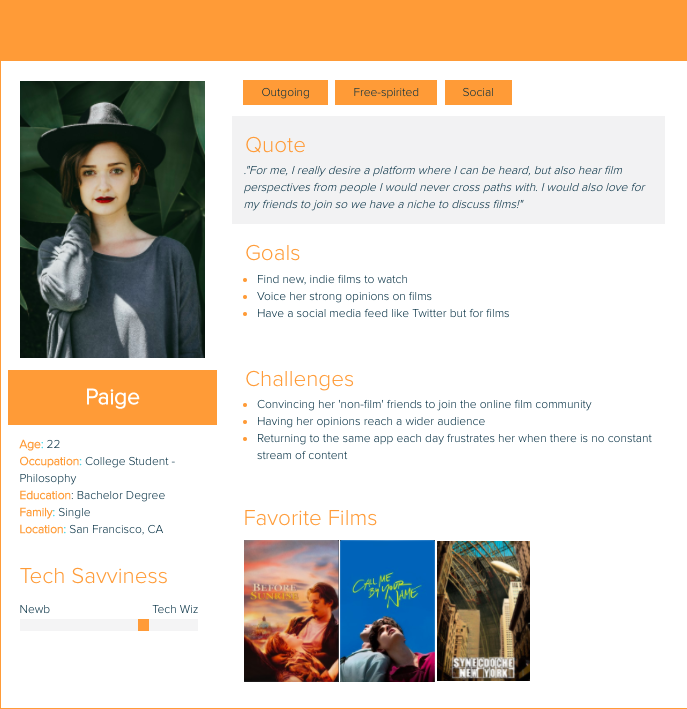 Outgoing
Free-spirited
Social
Quote
."For me, I really desire a platform where I can be heard, but also hear film
perspectives from people I would never cross paths with. I would also love for
my friends to join so we have a niche to discuss films!"
Goals
Find new, indie films to watch
Voice her strong opinions on films
Have a social media feed like Twitter but for films
Paige
Age: 22
Occupation: College Student -
Philosophy
Education: Bachelor Degree
Family: Single
Location: San Francisco, CA
Tech Savviness
Newb
Tech Wiz
Challenges
Convincing her 'non-film' friends to join the online film community
Having her opinions reach a wider audience
Returning to the same app each day frustrates her when there is no constant
stream of content
Favorite Films
BEFORE
SUNRISE
CALL ME
BY YOUR
NAME
SYNECDOCHE
NEW YORK